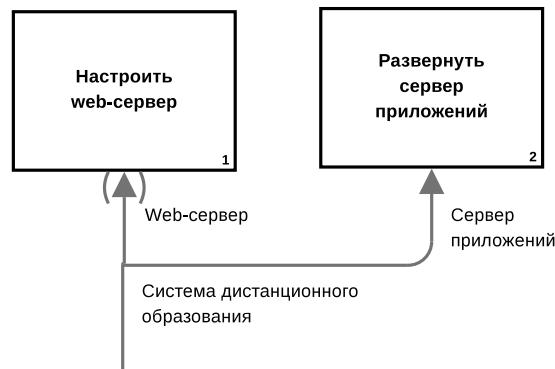 Настроить
web-сервер
1
Развернуть
сервер
приложений
2
Web-сервер
Сервер
приложений
Система дистанционного
образования